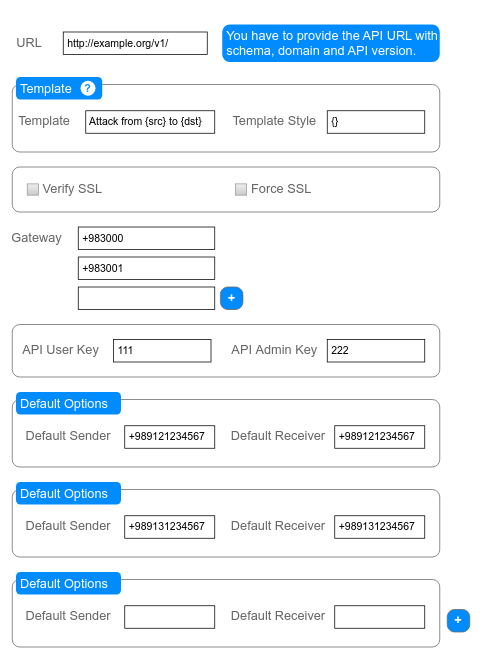 URL http://example.org/v1/ You have to provide the API URL with
schema, domain and API version.
Template ?
Template Attack from {src} to {dst} Template Style {}
Verify SSL Force SSL
Gateway +983000
+983001
+
API User Key 111 API Admin Key 222
Default Options
Default Sender +989121234567 Default Receiver +989121234567
Default Options
Default Sender +989131234567 Default Receiver +989131234567
Default Options
Default Sender Default Receiver +